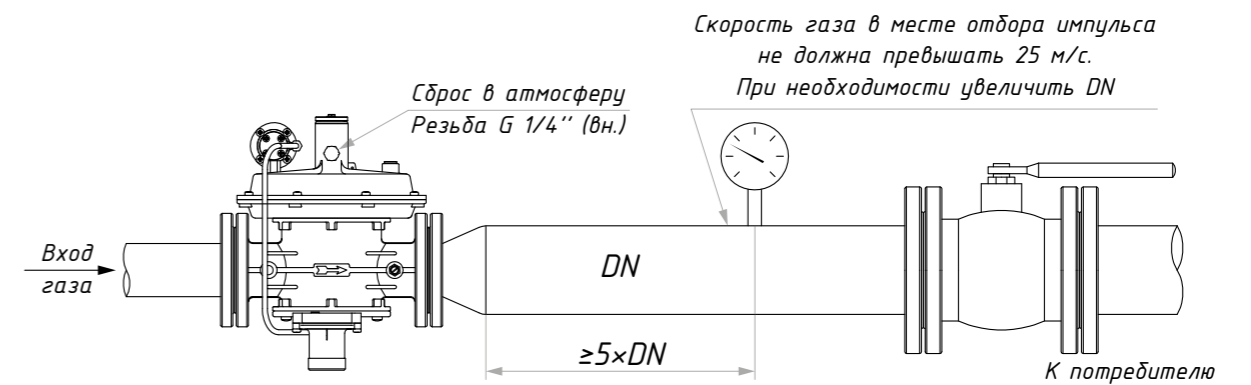 Скорость газа в месте отбора импульса
не должна превышать 25 м/с.
При необходимости увеличить DN
Сброс в атмосферу
Резьба G 1/4'' (вн.)
Вход
газа
DN
≥5×DN
К потребителю